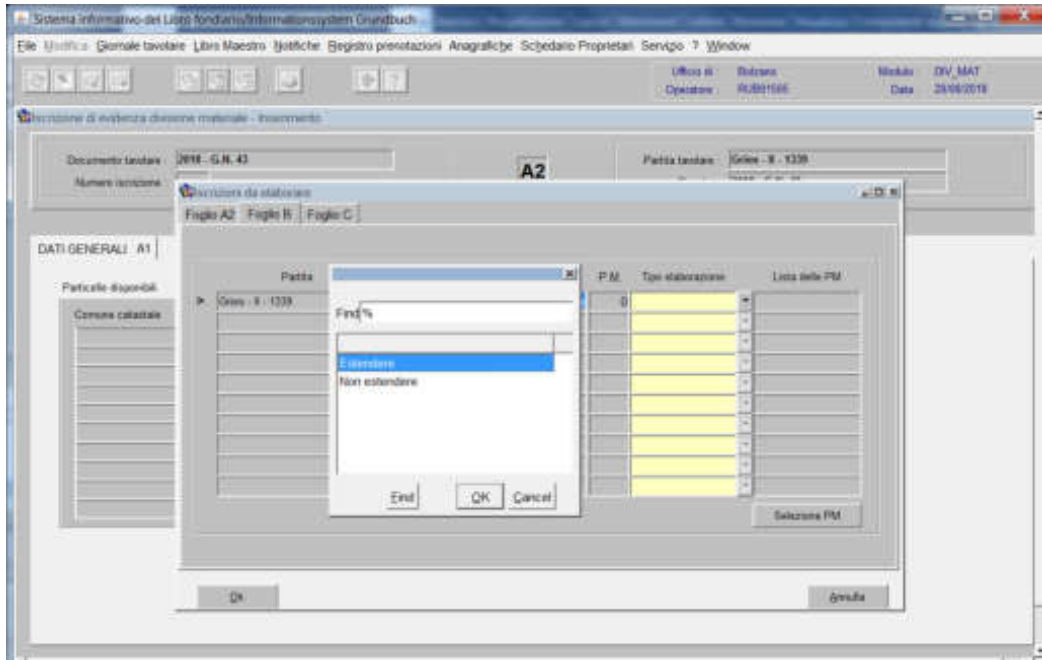 Sistema informativo del Libro fondiario/Informationssystem Grundbuch
File Modifica Giornale tavolare Libro Maestro Notifiche Registro prenotazioni Anagrafiche Schedario Proprietari Servizio ? Window
Ufficio di Bolzano Modulo DIV_MAT
Operatore Data
Iscrizione di evidenza divisione materiale - Inserimento
Documento tavolare 2018 - G.N. 43 A2 Partita tavolare Gries - II - 1339
Numero iscrizione
Iscrizioni da elaborare
Foglio A2 Foglio B Foglio C
DATI GENERALI A1
Particelle disponibili
Comune catastale
Partita P.M. Tipo elaborazione Lista delle PM
Gries - II - 1339 0
Find %
Estendere
Non estendere
Find OK Cancel
Selezione PM
Ok Annulla